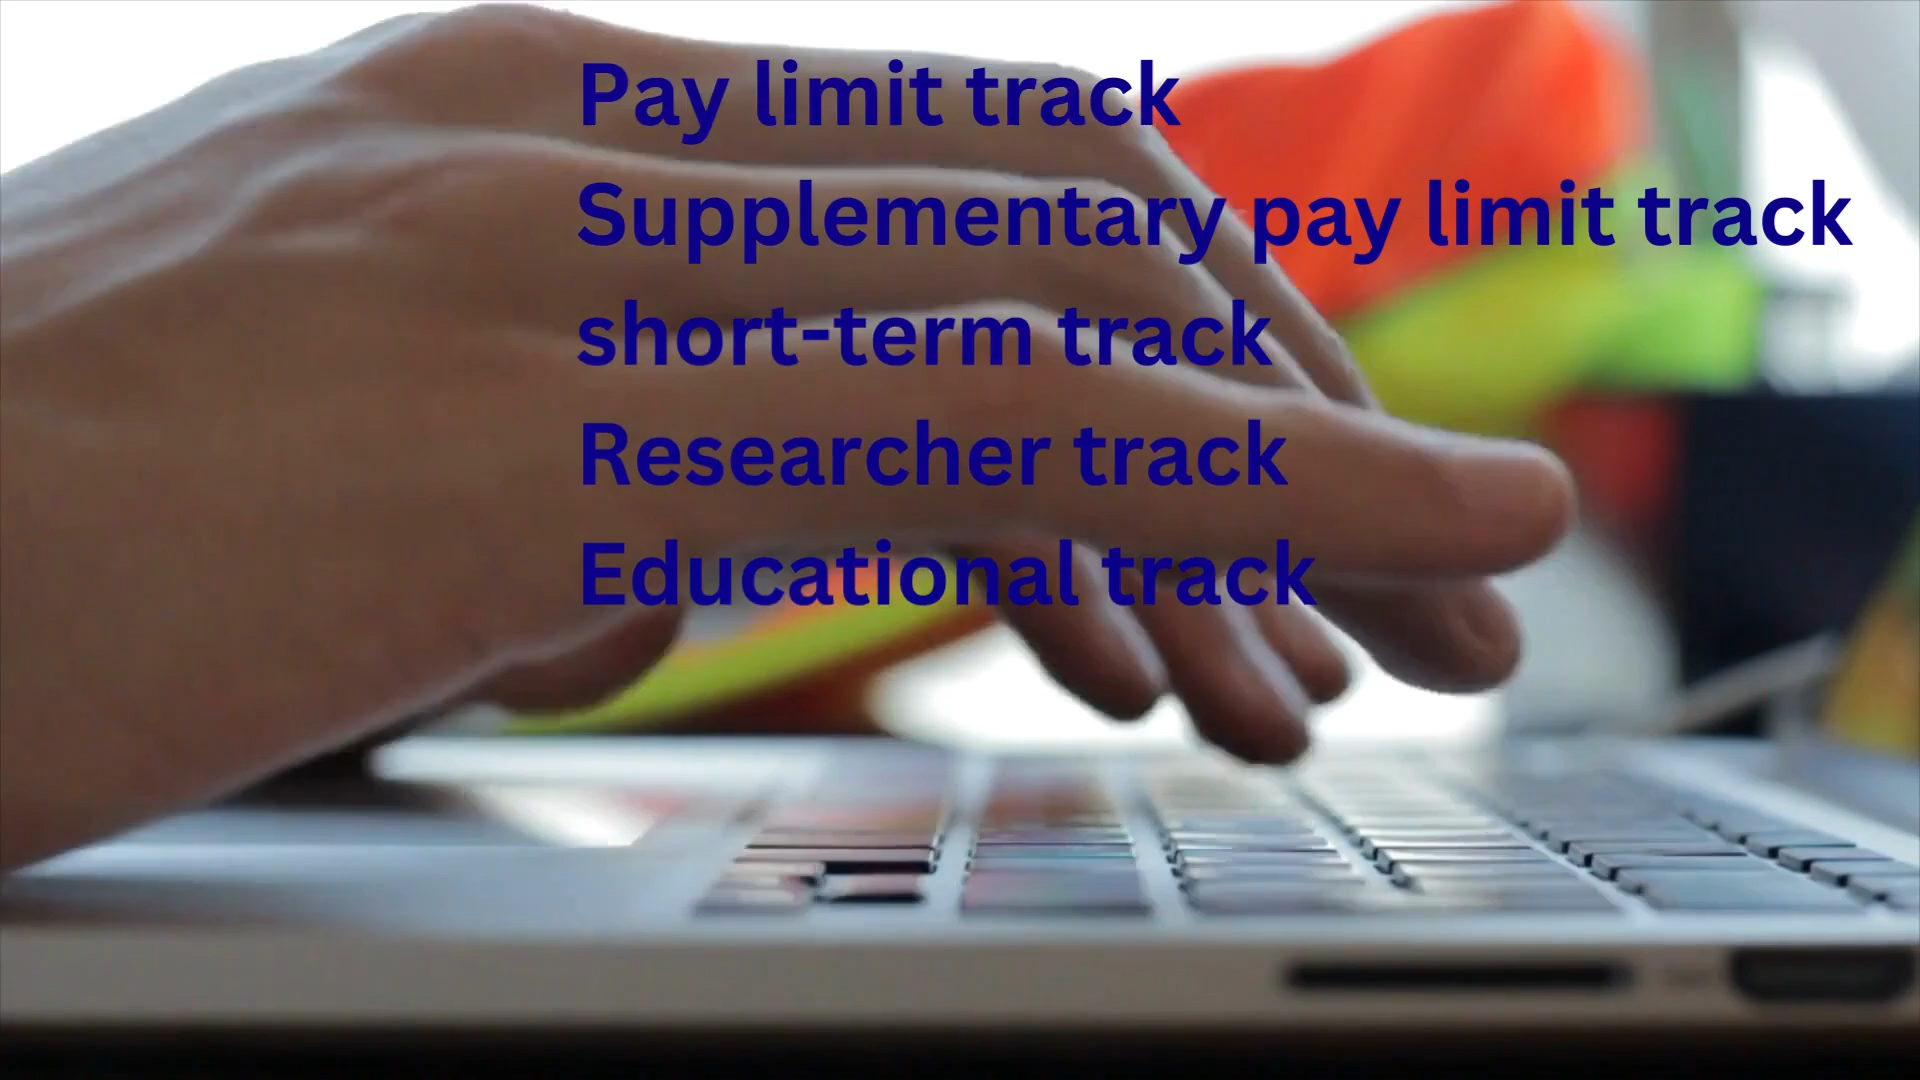 Pay limit track
Supplementary pay limit track
short-term track
Researcher track
Educational track